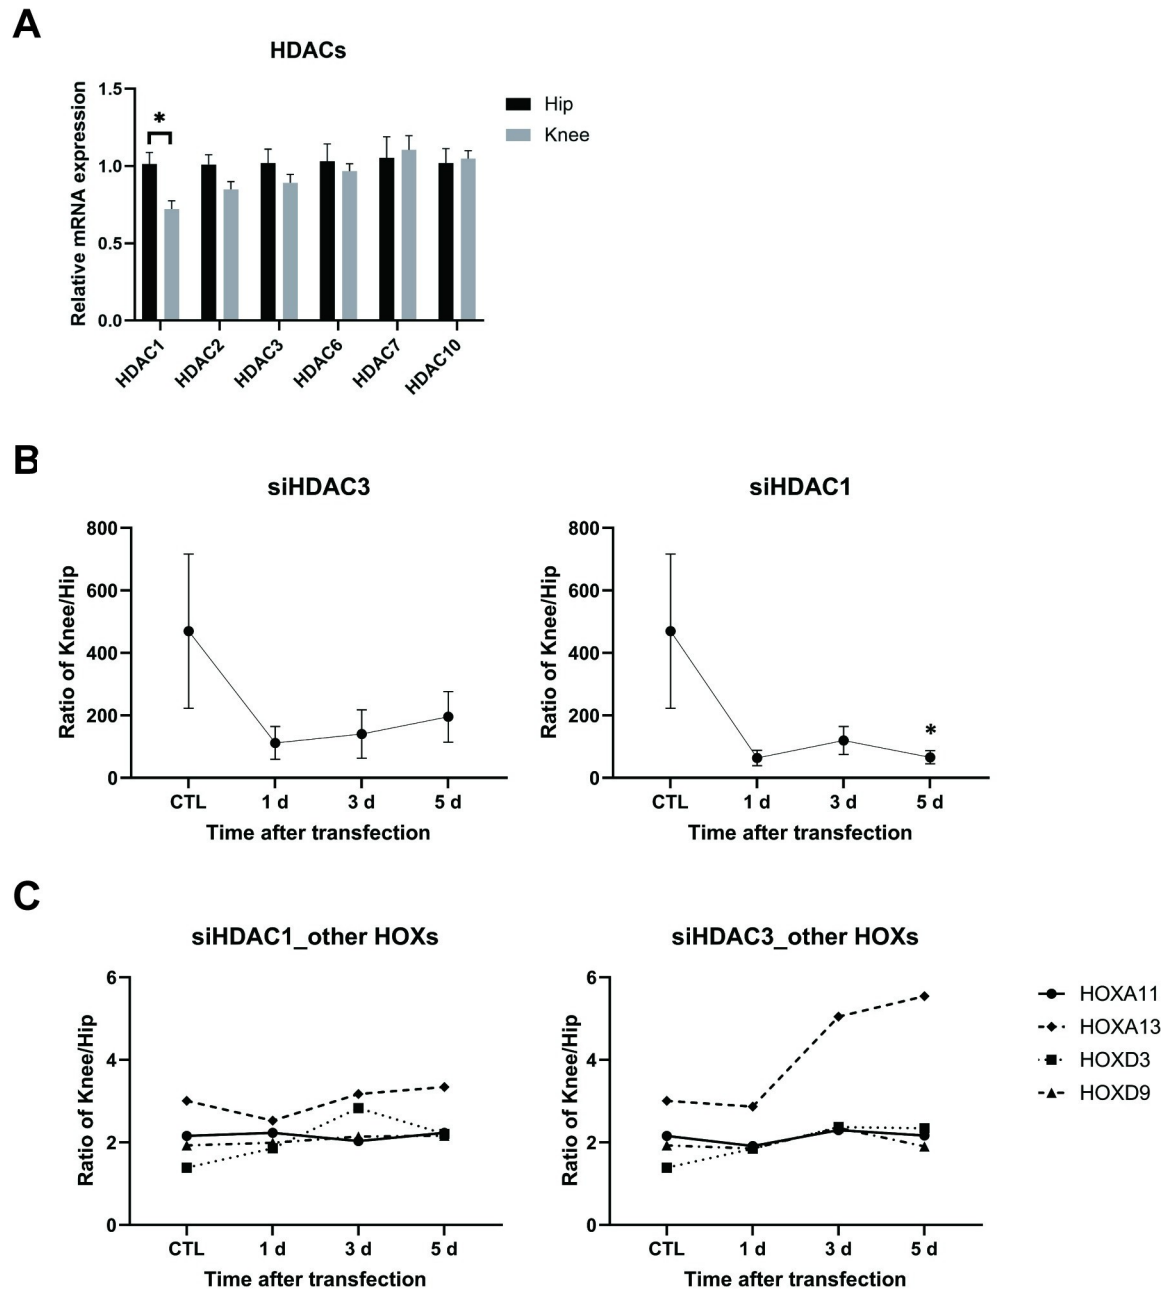 A
HDACs
Relative mRNA expression
1.5
1.0
0.5
0.0
*
HDAC1
HDAC2
HDAC3
HDAC6
HDAC7
HDAC10
Hip
Knee
B
siHDAC3
Ratio of Knee/Hip
800
600
400
200
0
CTL 1 d 3 d 5 d
Time after transfection
siHDAC1
Ratio of Knee/Hip
800
600
400
200
0
*
CTL 1 d 3 d 5 d
Time after transfection
C
siHDAC1_other HOXs
Ratio of Knee/Hip
6
4
2
0
CTL 1 d 3 d 5 d
Time after transfection
siHDAC3_other HOXs
Ratio of Knee/Hip
6
4
2
0
CTL 1 d 3 d 5 d
Time after transfection
HOXA11
HOXA13
HOXD3
HOXD9